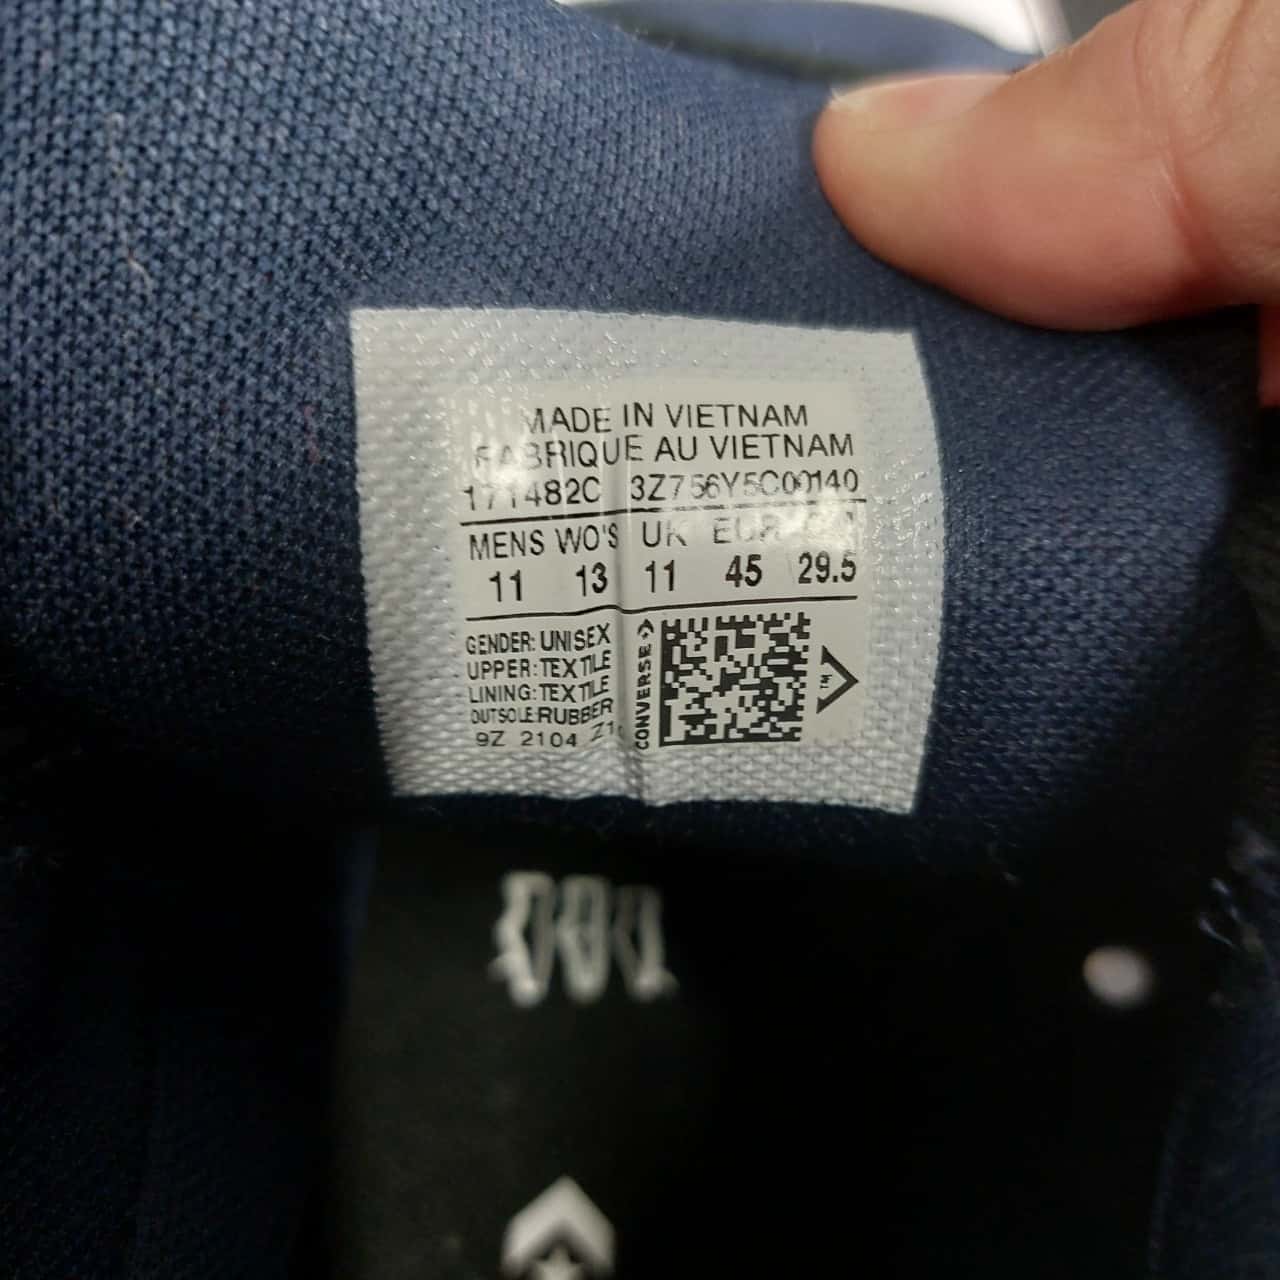 MADE IN VIETNAM
FABRIQUE AU VIETNAM
171482C 3Z756Y5C00140
MENS WO'S UK EUR
11 13 11 45 29.5
GENDER: UNISEX
UPPER: TEXTILE
LINING: TEXTILE
OUTSOLE: RUBBER
9Z 2104
CONVERSE
TM